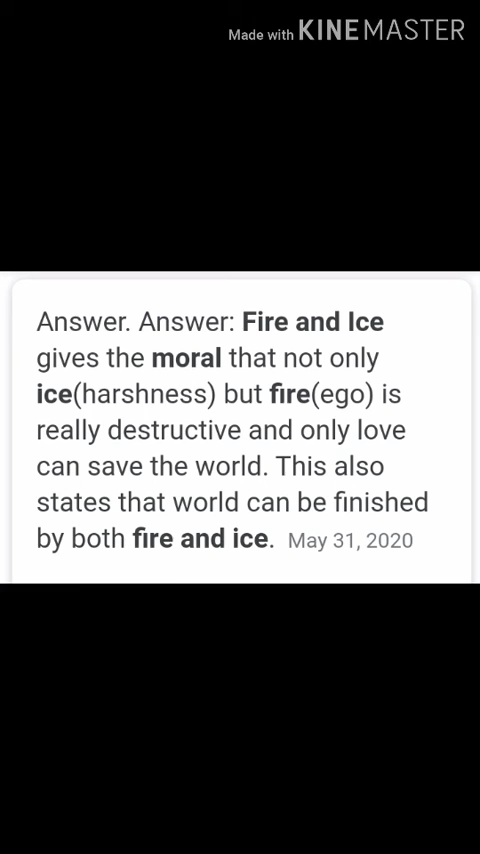 Made with KINEMASTER
Answer. Answer: Fire and Ice
gives the moral that not only
ice(harshness) but fire(ego) is
really destructive and only love
can save the world. This also
states that world can be finished
by both fire and ice. May 31, 2020